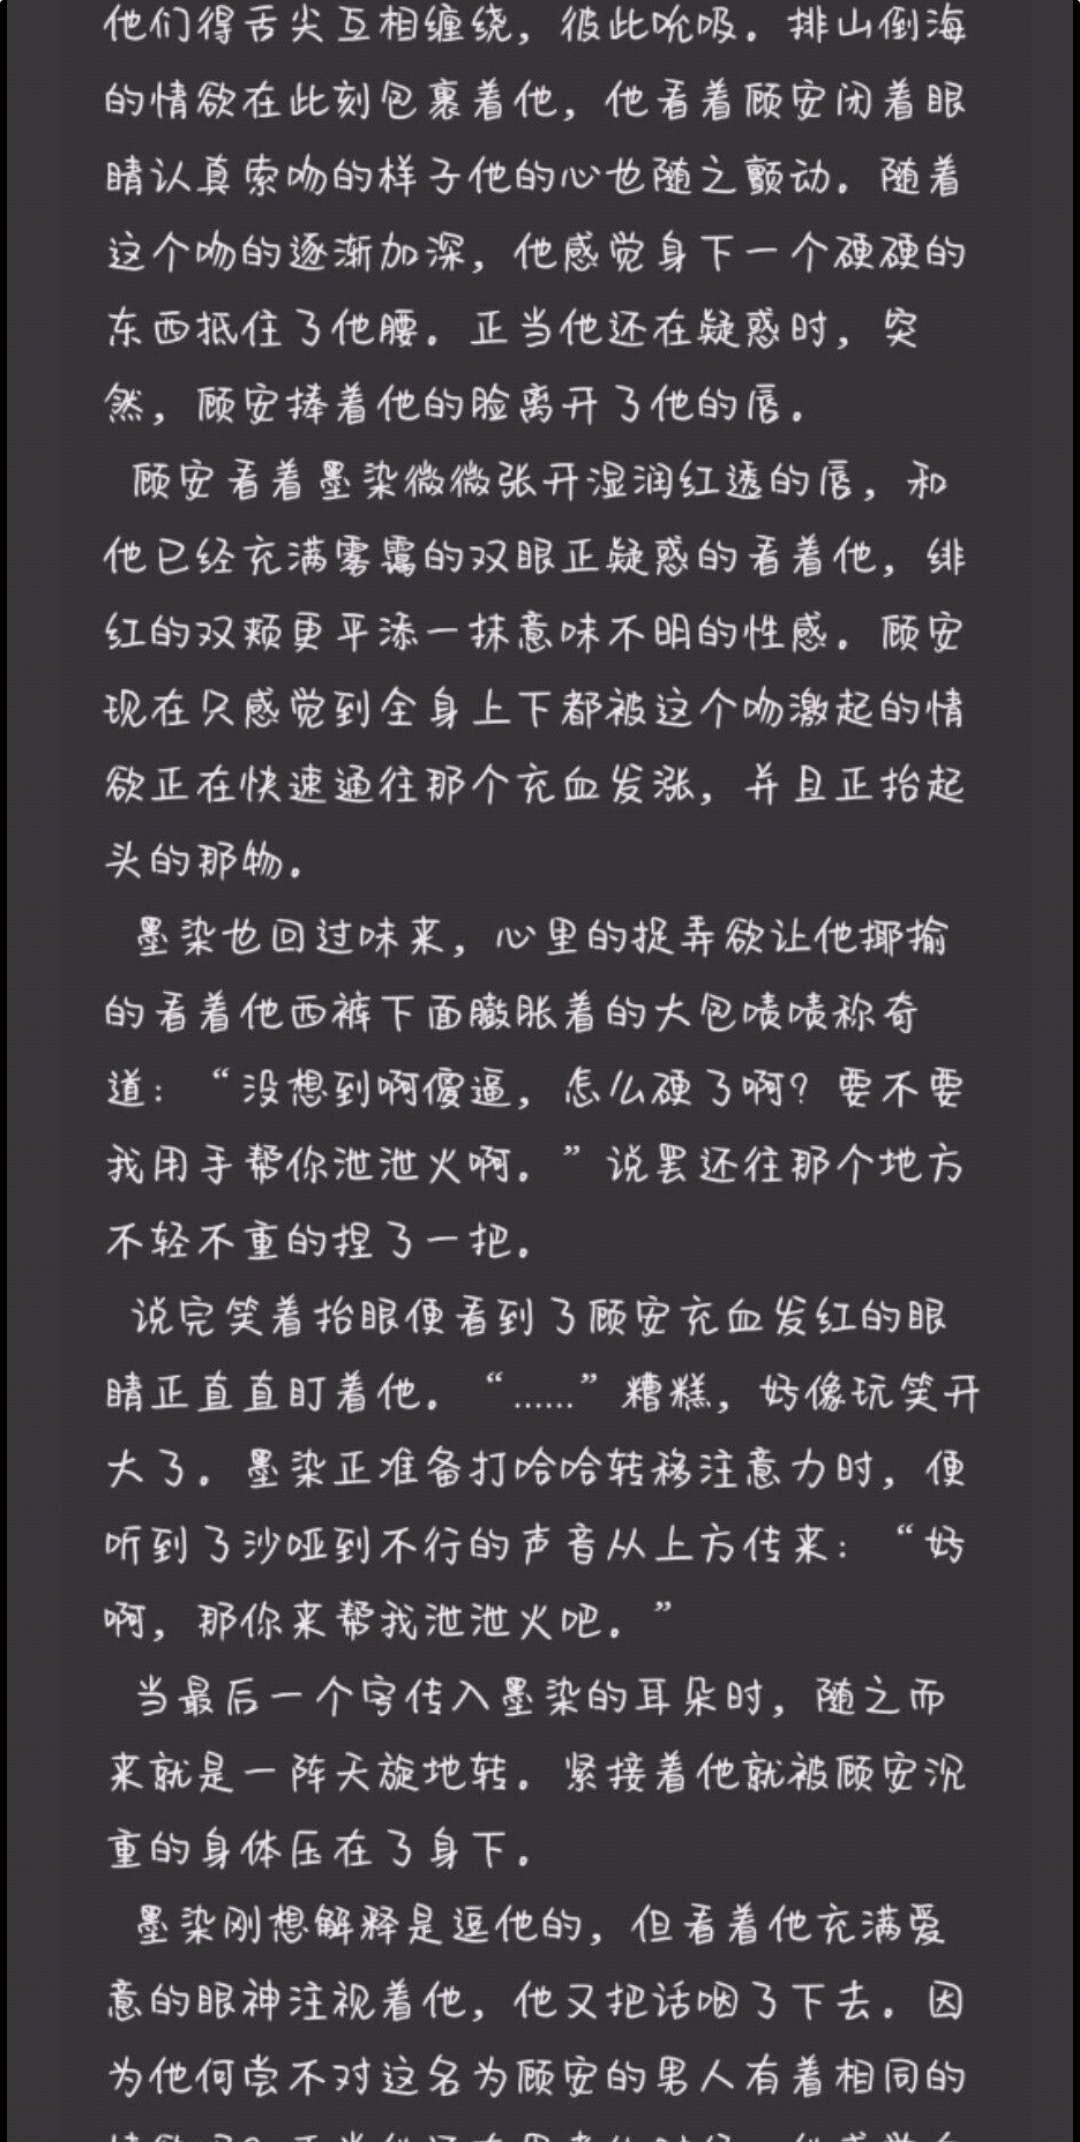 他们得舌尖互相缠绕，彼此吮吸。排山倒海
的情欲在此刻包裹着他，他看着顾安闭着眼
睛认真索吻的样子他的心也随之颤动。随着
这个吻的逐渐加深，他感觉身下一个硬硬的
东西抵住了他腰。正当他还在疑惑时，突
然，顾安捧着他的脸离开了他的唇。
顾安看着墨染微微张开湿润红透的唇，和
他已经充满雾霭的双眼正疑惑的看着他，绯
红的双颊更平添一抹意味不明的性感。顾安
现在只感觉到全身上下都被这个吻激起的情
欲正在快速通往那个充血发涨，并且正抬起
头的那物。
墨染也回过味来，心里的捉弄欲让他揶揄
的看着他西裤下面膨胀着的大包啧啧称奇
道：“没想到啊傻逼，怎么硬了啊？要不要
我用手帮你泄泄火啊。”说罢还往那个地方
不轻不重的捏了一把。
说完笑着抬眼便看到了顾安充血发红的眼
睛正直直盯着他。“……”糟糕，好像玩笑开
大了。墨染正准备打哈哈转移注意力时，便
听到了沙哑到不行的声音从上方传来：“好
啊，那你来帮我泄泄火吧。”
当最后一个字传入墨染的耳朵时，随之而
来就是一阵天旋地转。紧接着他就被顾安沉
重的身体压在了身下。
墨染刚想解释是逗他的，但看着他充满爱
意的眼神注视着他，他又把话咽了下去。因
为他何尝不对这名为顾安的男人有着相同的